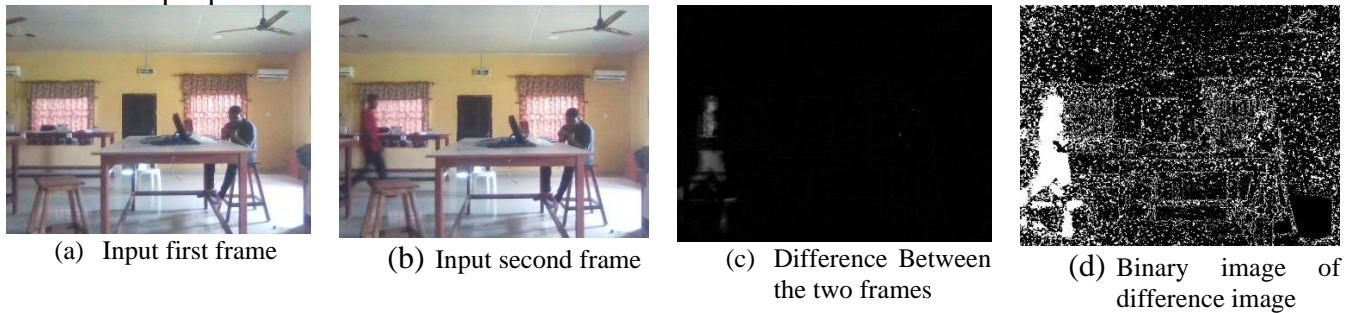 (a) Input first frame
(b) Input second frame
(c) Difference Between
the two frames
(d) Binary image of
difference image